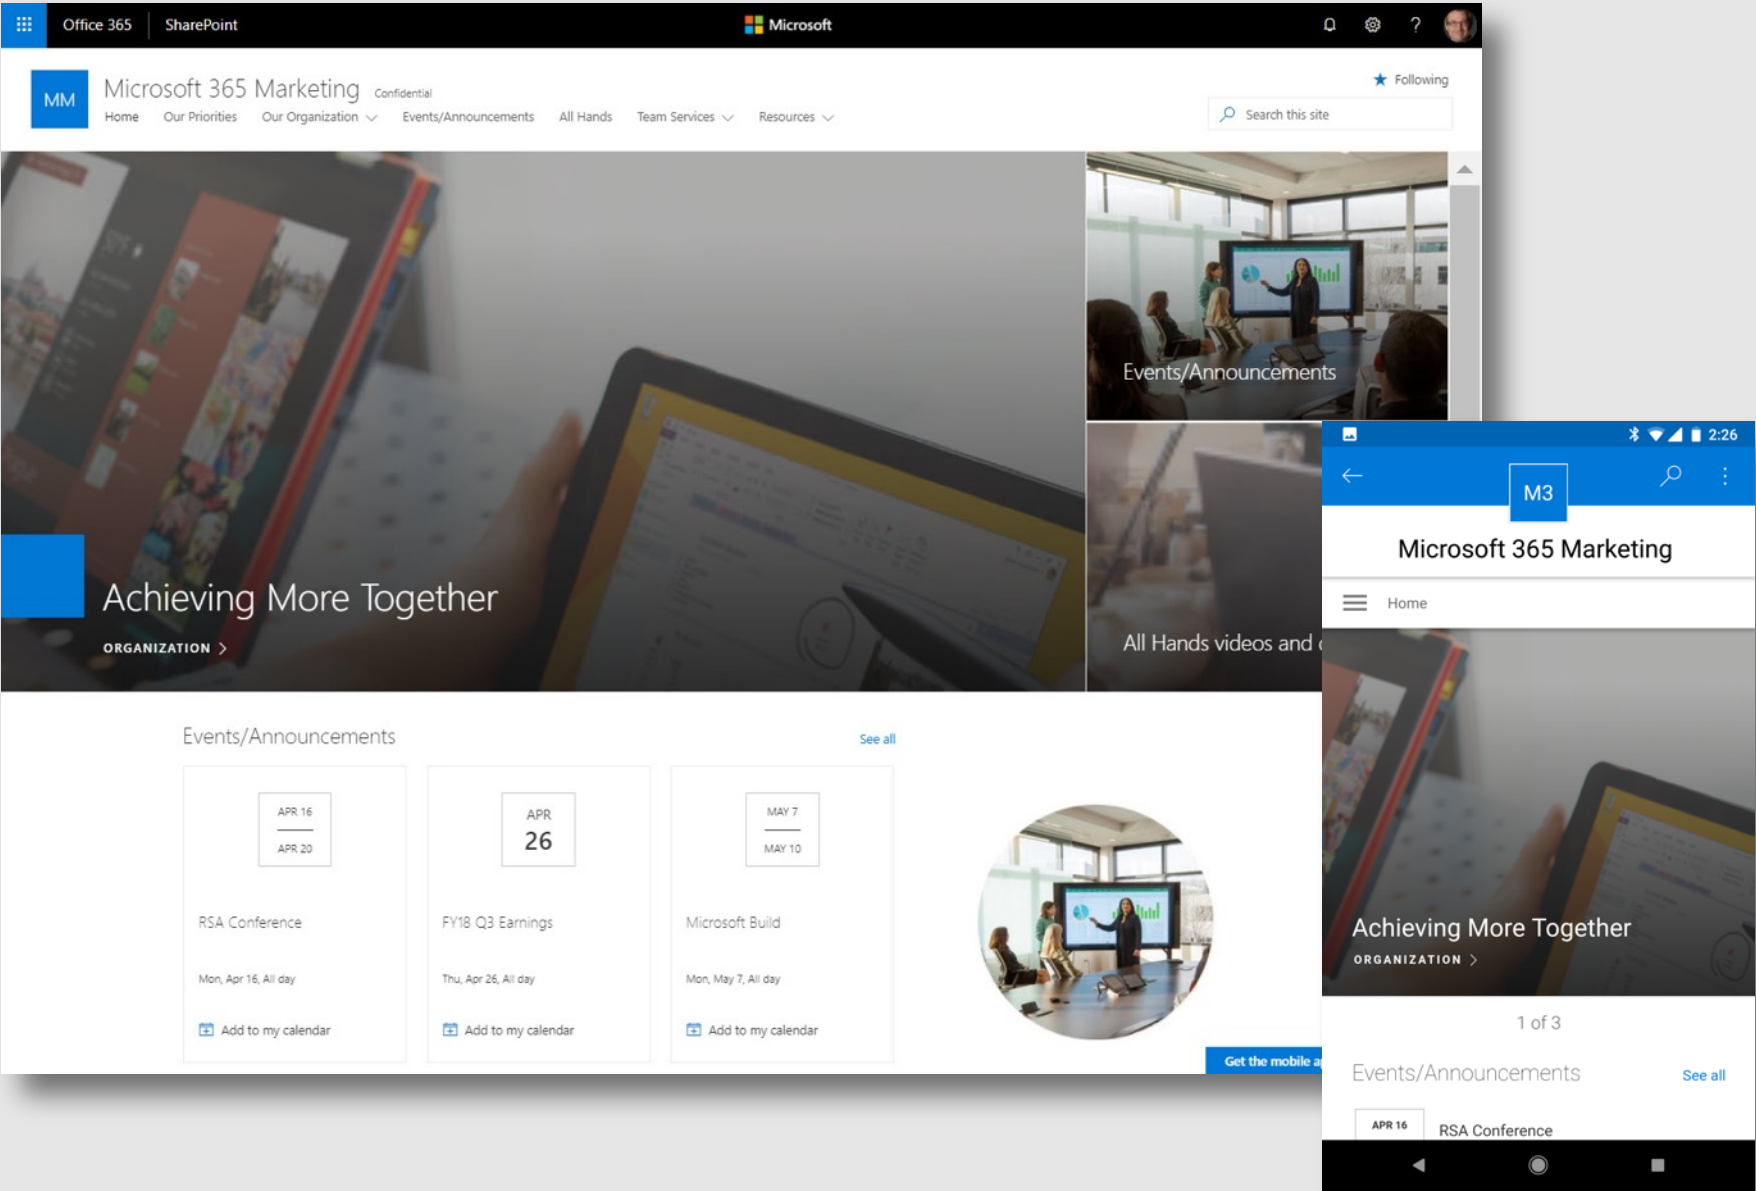 Office 365
SharePoint
Microsoft
?
MM
Microsoft 365 Marketing
Confidential
Following
Home
Our Priorities
Our Organization
Events/Announcements
All Hands
Team Services
Resources
Search this site
Events/Announcements
All Hands videos and
Achieving More Together
ORGANIZATION
Events/Announcements
See all
APR 16
APR 20
RSA Conference
Mon, Apr 16, All day
Add to my calendar
APR
26
FY18 Q3 Earnings
Thu, Apr 26, All day
Add to my calendar
MAY 7
MAY 10
Microsoft Build
Mon, May 7, All day
Add to my calendar
Get the mobile
2:26
M3
Microsoft 365 Marketing
Home
Achieving More Together
ORGANIZATION
1 of 3
Events/Announcements
See all
APR 16
RSA Conference